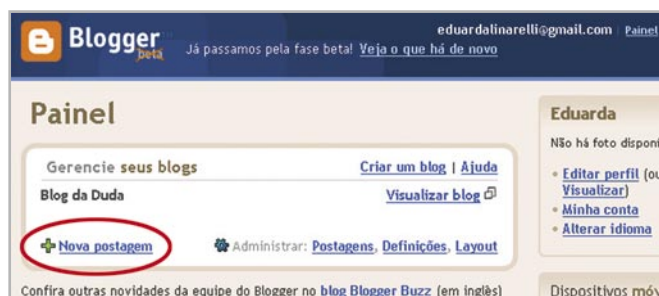 eduardalinarelli@gmail.com | Painel
Blogger beta
Já passamos pela fase beta! Veja o que há de novo
Painel
Gerencie seus blogs
Criar um blog | Ajuda
Blog da Duda
Visualizar blog
Nova postagem
Administrar: Postagens, Definições, Layout
Confira outras novidades da equipe do Blogger no blog Blogger Buzz (em inglês)
Eduarda
Não há foto disponí
Editar perfil (ou
Visualizar)
Minha conta
Alterar idioma
Dispositivos móv